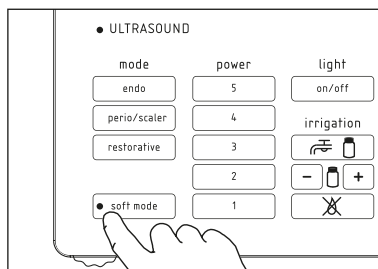 • ULTRASOUND
mode power light
endo 5 on/off
perio/scaler 4
irrigation
restorative 3
2 - +
• soft mode 1